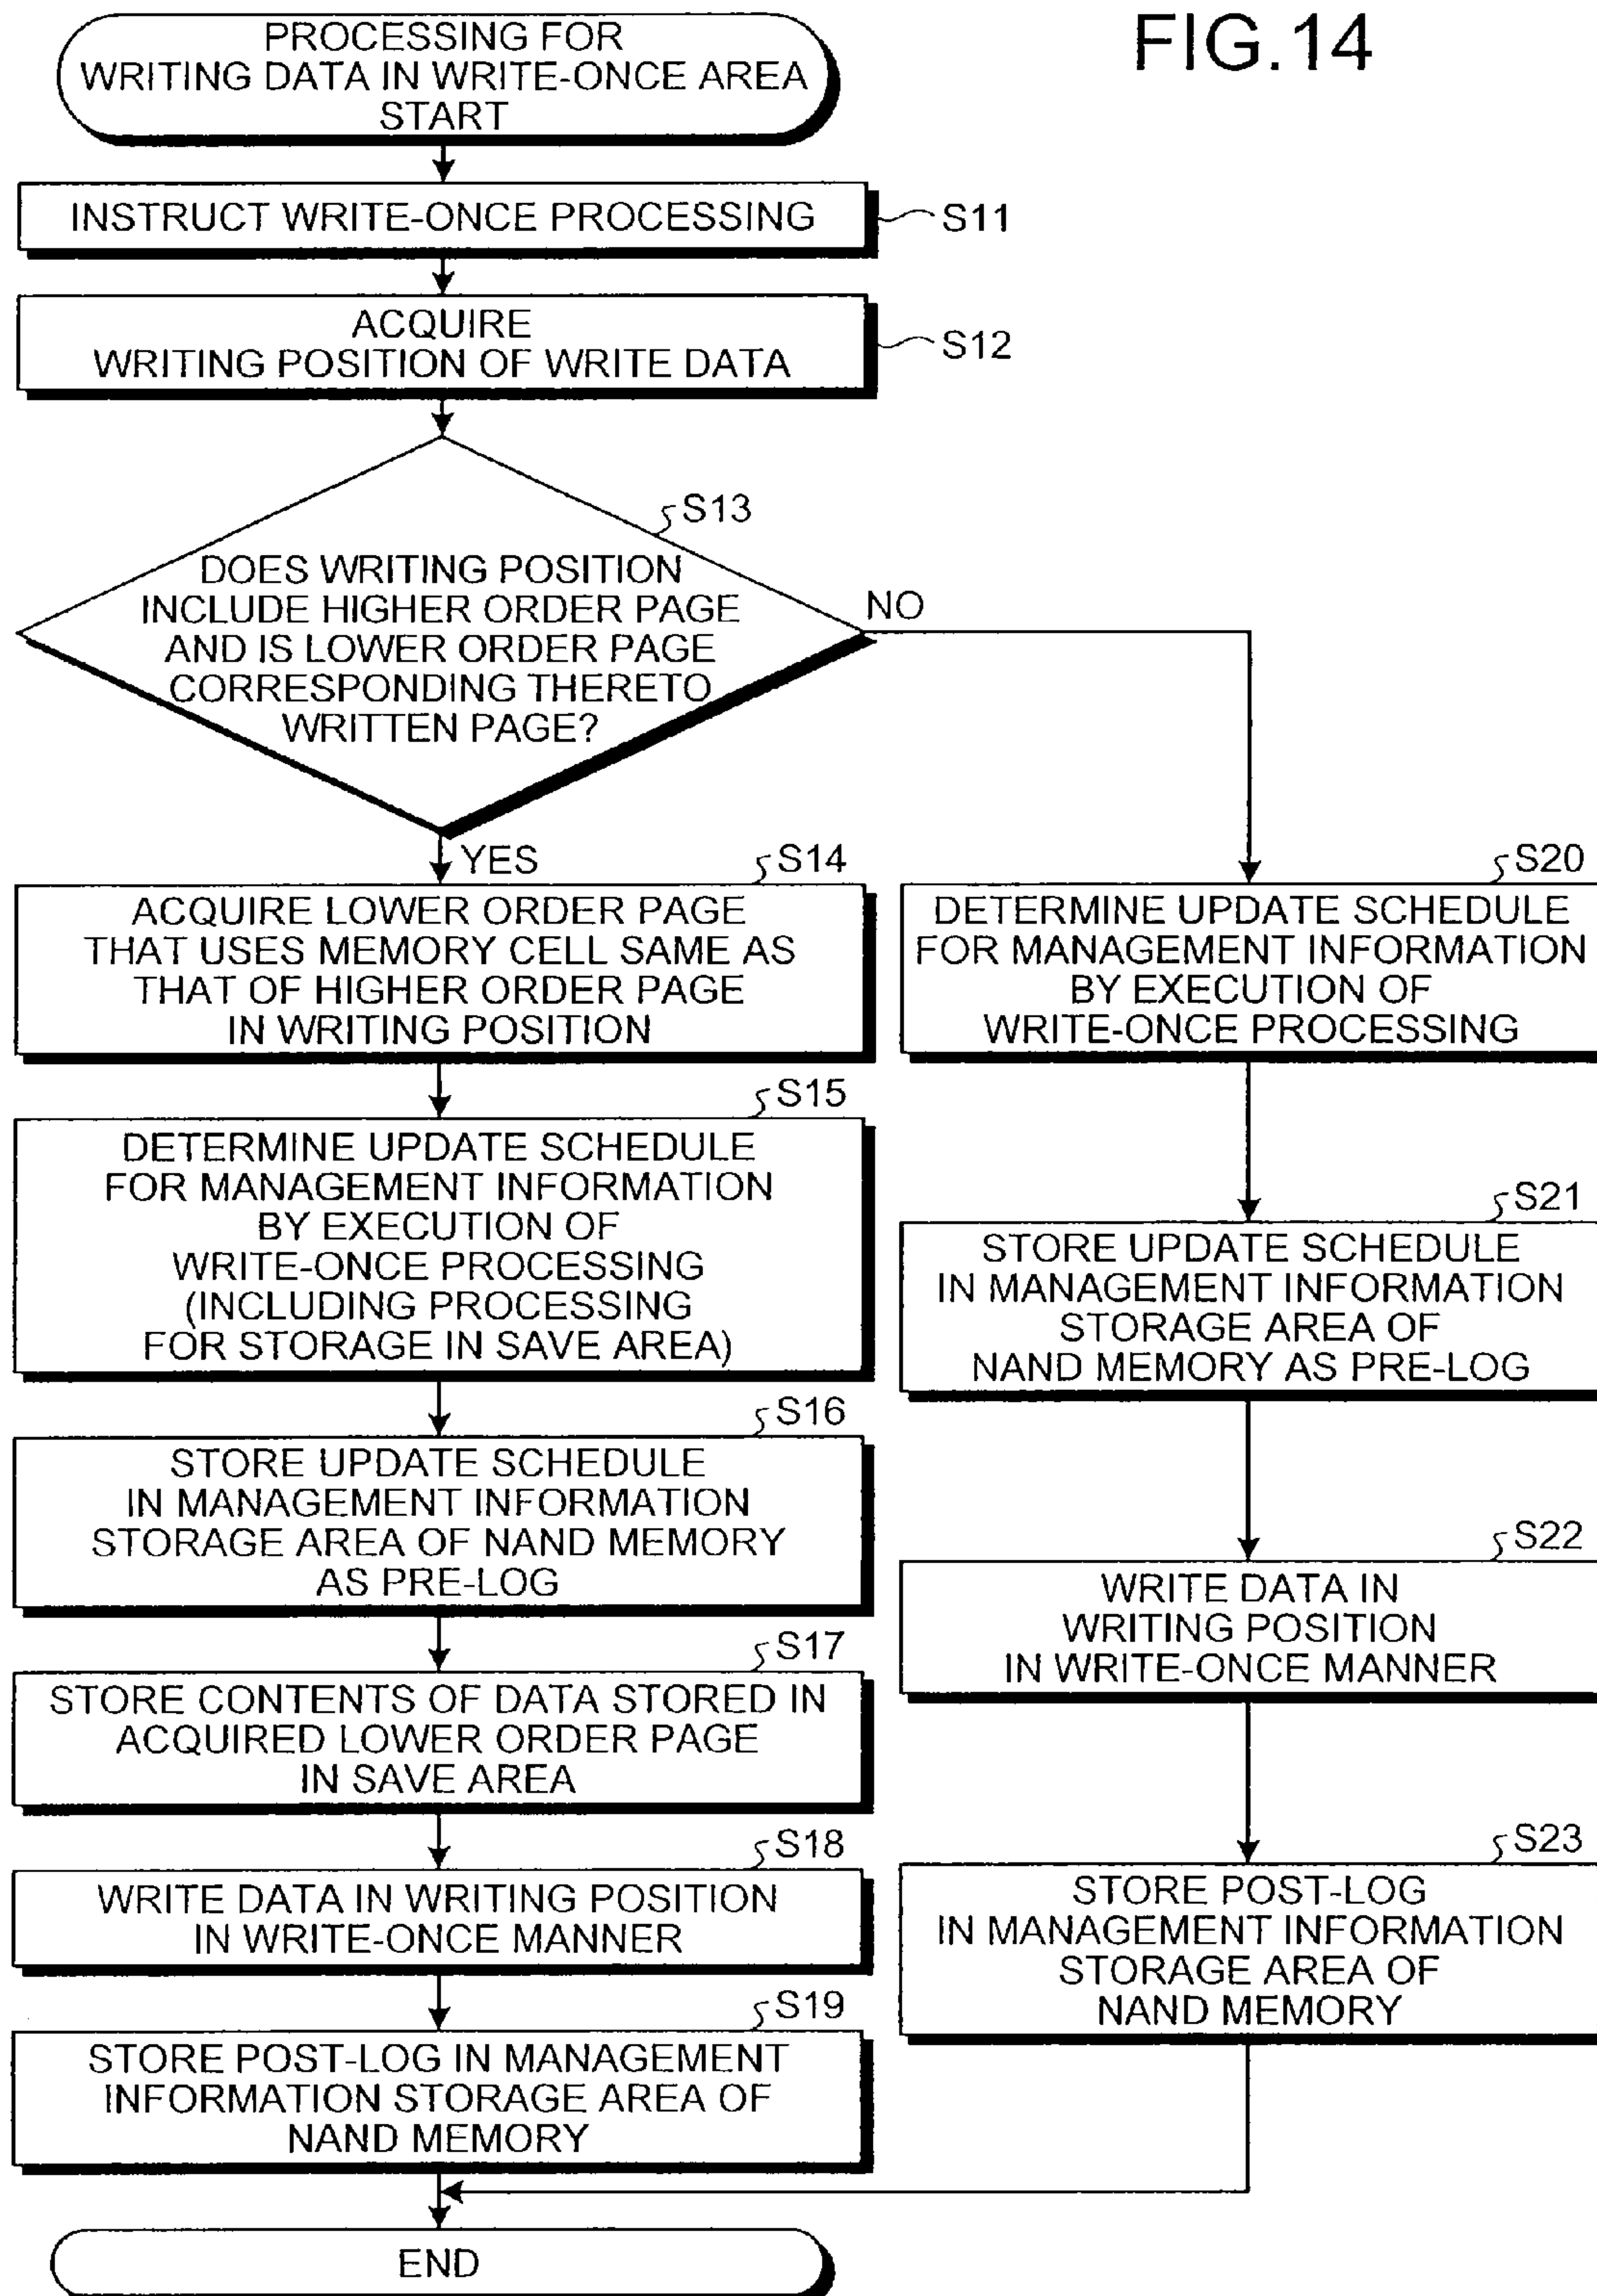 FIG.14
PROCESSING FOR
WRITING DATA IN WRITE-ONCE AREA
START
INSTRUCT WRITE-ONCE PROCESSING
S11
ACQUIRE
WRITING POSITION OF WRITE DATA
S12
S13
DOES WRITING POSITION
INCLUDE HIGHER ORDER PAGE
AND IS LOWER ORDER PAGE
CORRESPONDING THERETO
WRITTEN PAGE?
NO
YES
S14
ACQUIRE LOWER ORDER PAGE
THAT USES MEMORY CELL SAME AS
THAT OF HIGHER ORDER PAGE
IN WRITING POSITION
S15
DETERMINE UPDATE SCHEDULE
FOR MANAGEMENT INFORMATION
BY EXECUTION OF
WRITE-ONCE PROCESSING
(INCLUDING PROCESSING
FOR STORAGE IN SAVE AREA)
S16
STORE UPDATE SCHEDULE
IN MANAGEMENT INFORMATION
STORAGE AREA OF NAND MEMORY
AS PRE-LOG
S17
STORE CONTENTS OF DATA STORED IN
ACQUIRED LOWER ORDER PAGE
IN SAVE AREA
S18
WRITE DATA IN WRITING POSITION
IN WRITE-ONCE MANNER
S19
STORE POST-LOG IN MANAGEMENT
INFORMATION STORAGE AREA OF
NAND MEMORY
S20
DETERMINE UPDATE SCHEDULE
FOR MANAGEMENT INFORMATION
BY EXECUTION OF
WRITE-ONCE PROCESSING
S21
STORE UPDATE SCHEDULE
IN MANAGEMENT INFORMATION
STORAGE AREA OF
NAND MEMORY AS PRE-LOG
S22
WRITE DATA IN
WRITING POSITION
IN WRITE-ONCE MANNER
S23
STORE POST-LOG
IN MANAGEMENT INFORMATION
STORAGE AREA OF
NAND MEMORY
END